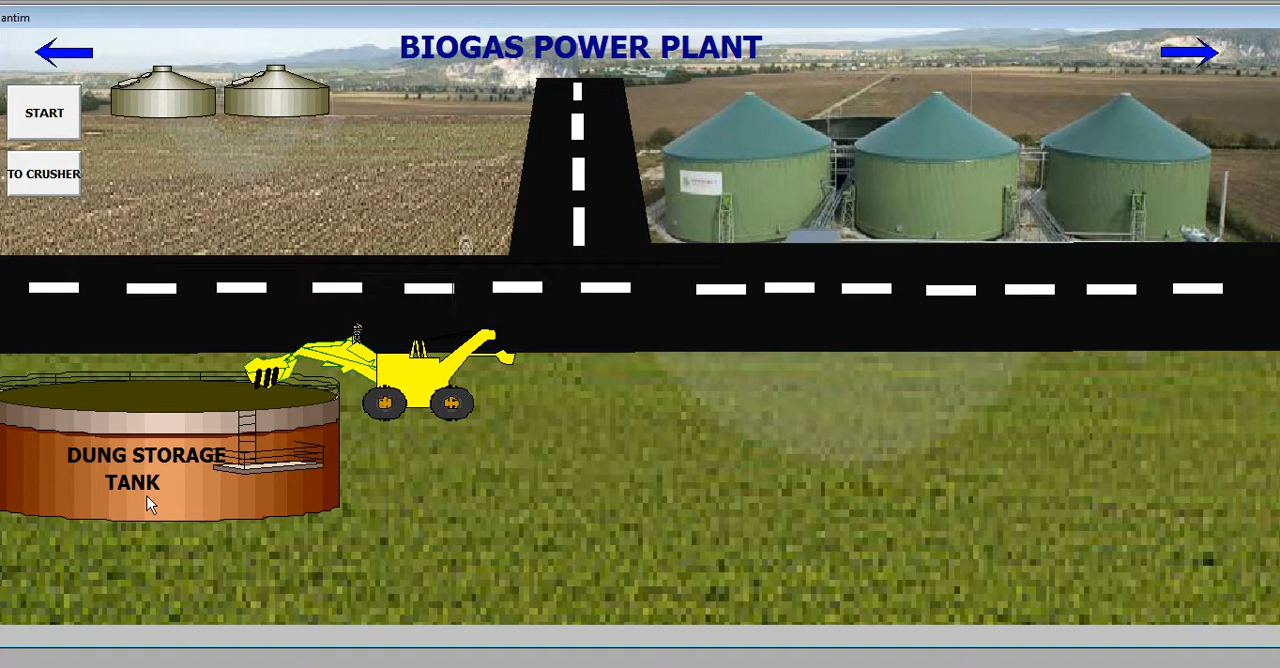 antim
BIOGAS POWER PLANT
START
TO CRUSHER
DUNG STORAGE
TANK